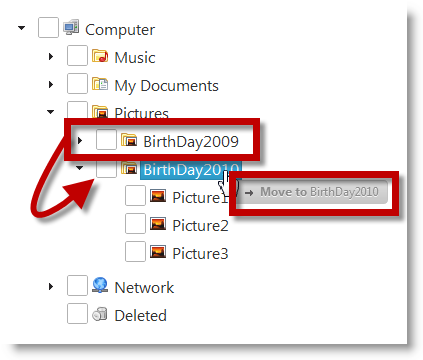 Computer
Music
My Documents
Pictures
BirthDay2009
BirthDay2010
Picture1
Move to BirthDay2010
Picture2
Picture3
Network
Deleted